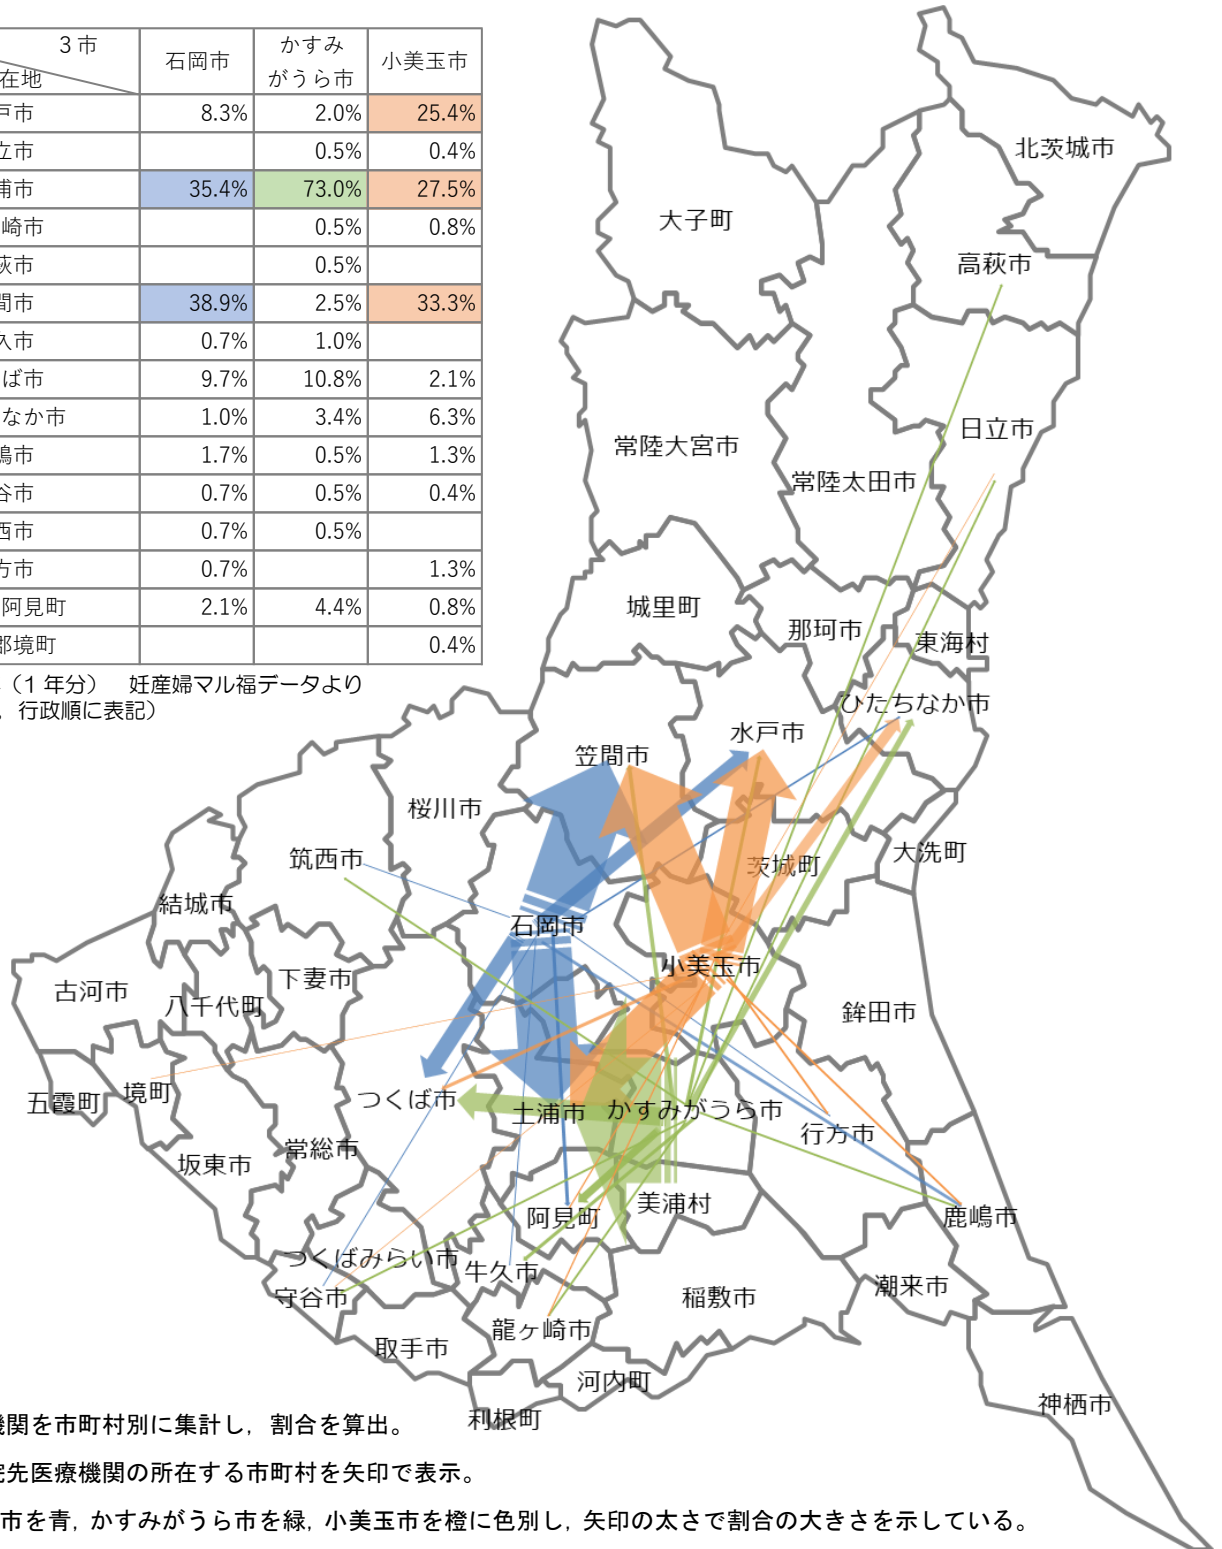 3市
在地
石岡市
かすみ
がうら市
小美玉市
戸市 8.3% 2.0% 25.4%
立市 0.5% 0.4%
浦市 35.4% 73.0% 27.5%
崎市 0.5% 0.8%
萩市 0.5%
間市 38.9% 2.5% 33.3%
久市 0.7% 1.0%
ば市 9.7% 10.8% 2.1%
なか市 1.0% 3.4% 6.3%
嶋市 1.7% 0.5% 1.3%
谷市 0.7% 0.5% 0.4%
西市 0.7% 0.5%
方市 0.7% 1.3%
阿見町 2.1% 4.4% 0.8%
郡境町 0.4%
（1年分） 妊産婦マル福データより
，行政順に表記）
北茨城市
大子町
高萩市
日立市
常陸大宮市
常陸太田市
城里町
那珂市
東海村
ひたちなか市
水戸市
笠間市
桜川市
大洗町
茨城町
筑西市
結城市
石岡市
小美玉市
下妻市
古河市
八千代町
鉾田市
境町
五霞町
つくば市
土浦市
かすみがうら市
行方市
常総市
坂東市
美浦村
阿見町
鹿嶋市
つくばみらい市
牛久市
守谷市
潮来市
稲敷市
龍ヶ崎市
取手市
河内町
神栖市
利根町
機関を市町村別に集計し，割合を算出。
院先医療機関の所在する市町村を矢印で表示。
市を青，かすみがうら市を緑，小美玉市を橙に色別し，矢印の太さで割合の大きさを示している。